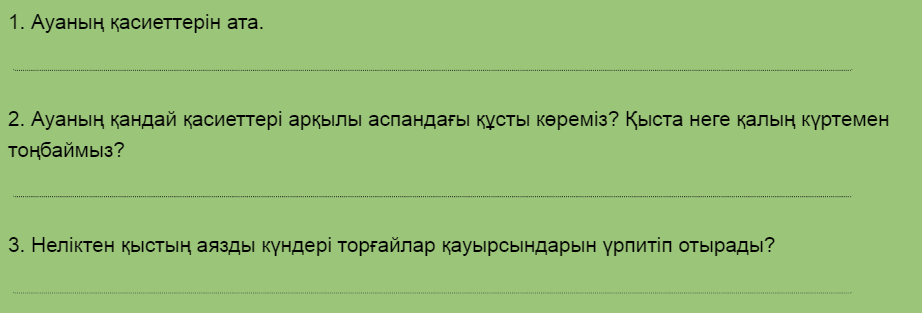 1. Ауаның қасиеттерін ата.
2. Ауаның қандай қасиеттері арқылы аспандағы құсты көреміз? Қыста неге қалың күртемен
тоңбаймыз?
3. Неліктен қыстың аязды күндері торғайлар қауырсындарын үрпитіп отырады?